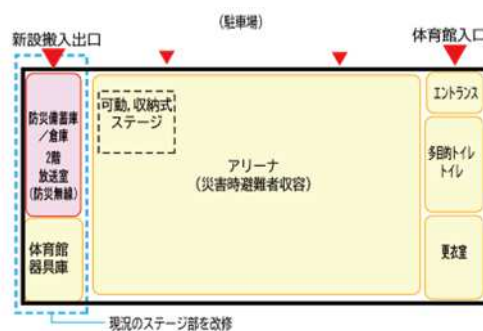 （駐車場）
新設搬入出口
体育館入口
防災備蓄庫
／倉庫
2階
放送室
（防災無線）
可動，収納式
ステージ
アリーナ
（災害時避難者収容）
エントランス
多目的トイレ
トイレ
体育館
器具庫
更衣室
現況のステージ部を改修